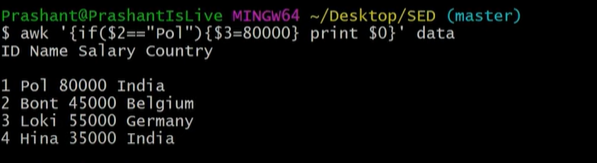 Prashant@PrashantIsLive MINGW64 ~/Desktop/SED (master)
$ awk '{if($2=="Pol"){$3=80000} print $0}' data
ID Name Salary Country
1 Pol 80000 India
2 Bont 45000 Belgium
3 Loki 55000 Germany
4 Hina 35000 India